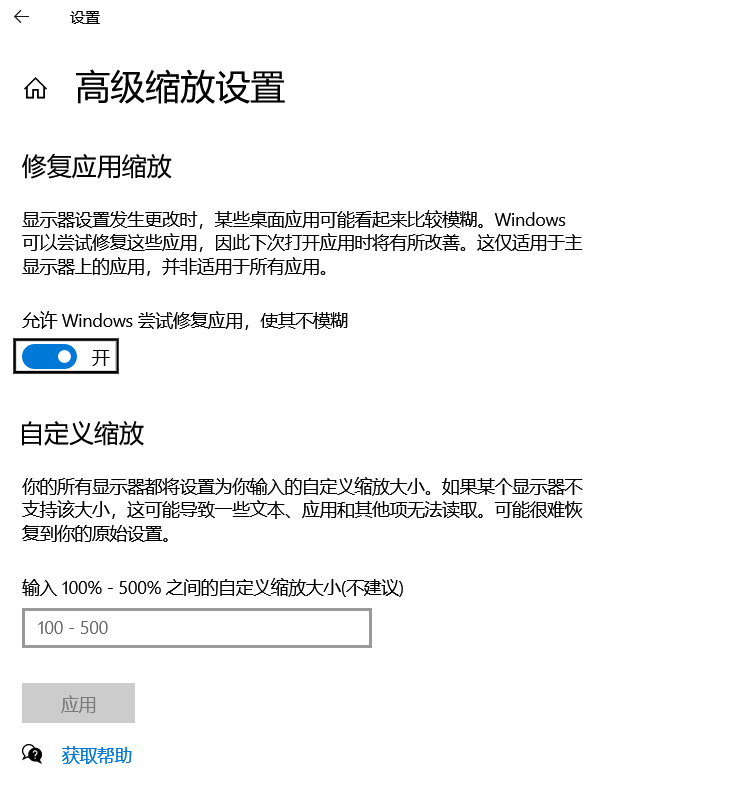 设置
高级缩放设置
修复应用缩放
显示器设置发生更改时，某些桌面应用可能看起来比较模糊。Windows
可以尝试修复这些应用，因此下次打开应用时将有所改善。这仅适用于主
显示器上的应用，并非适用于所有应用。
允许 Windows 尝试修复应用，使其不模糊
开
自定义缩放
你的所有显示器都将设置为你输入的自定义缩放大小。如果某个显示器不
支持该大小，这可能导致一些文本、应用和其他项无法读取。可能很难恢
复到你的原始设置。
输入 100% - 500% 之间的自定义缩放大小(不建议)
100 - 500
应用
获取帮助